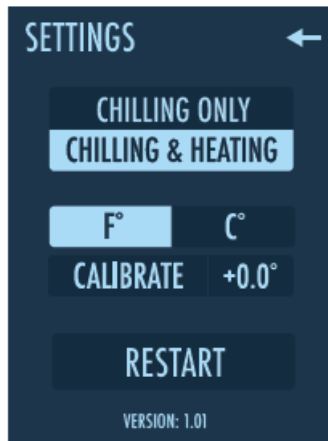 SETTINGS
CHILLING ONLY
CHILLING & HEATING
F° C°
CALIBRATE +0.0°
RESTART
VERSION: 1.01